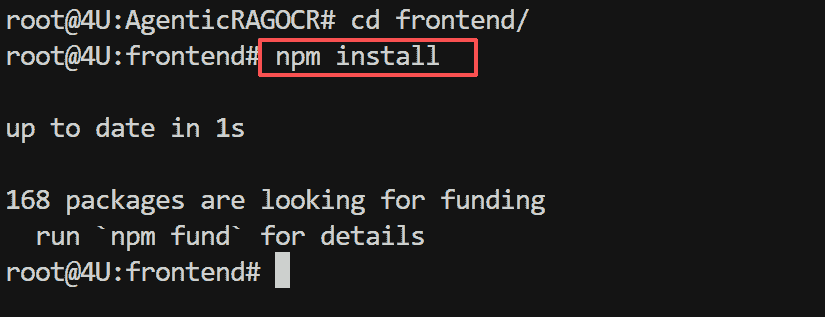 root@4U:AgenticRAGOCR# cd frontend/
root@4U:frontend# npm install
up to date in 1s
168 packages are looking for funding
  run `npm fund` for details
root@4U:frontend#